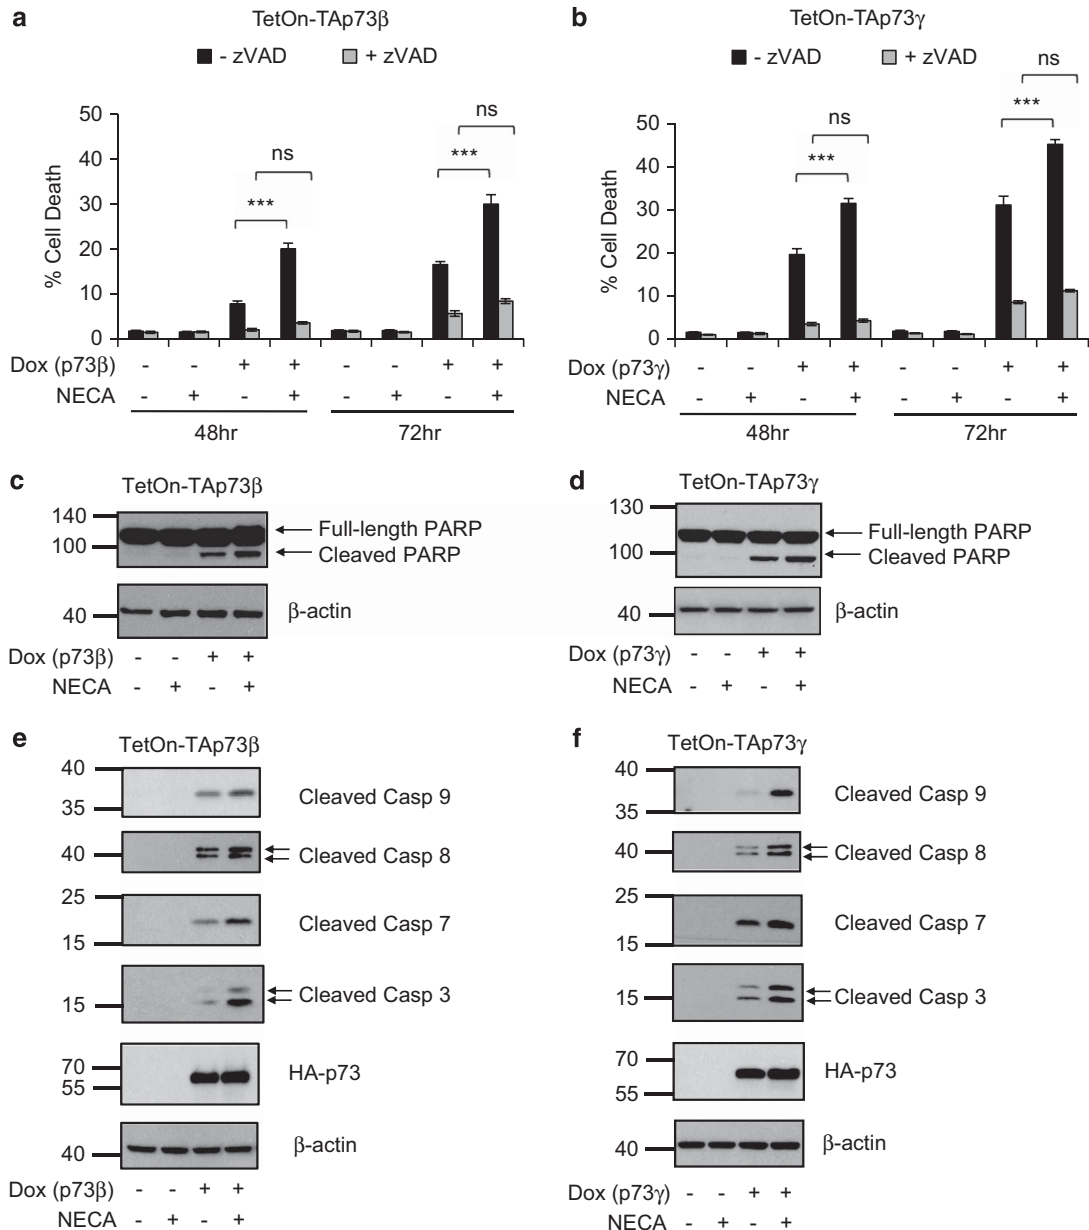 a
TetOn-TAp73β
- zVAD + zVAD
% Cell Death
50
40
30
20
10
0
*** ns *** ns
Dox (p73β) - - + + - - + +
NECA - + - + - + - +
48hr 72hr
b
TetOn-TAp73γ
- zVAD + zVAD
% Cell Death
50
40
30
20
10
0
*** ns *** ns
Dox (p73γ) - - + + - - + +
NECA - + - + - + - +
48hr 72hr
c
TetOn-TAp73β
140
100
Full-length PARP
Cleaved PARP
40
β-actin
Dox (p73β) - - + +
NECA - + - +
d
TetOn-TAp73γ
130
100
Full-length PARP
Cleaved PARP
40
β-actin
Dox (p73γ) - - + +
NECA - + - +
e
TetOn-TAp73β
40
35
Cleaved Casp 9
40
Cleaved Casp 8
25
15
Cleaved Casp 7
15
Cleaved Casp 3
70
55
HA-p73
40
β-actin
Dox (p73β) - - + +
NECA - + - +
f
TetOn-TAp73γ
40
35
Cleaved Casp 9
40
Cleaved Casp 8
25
15
Cleaved Casp 7
15
Cleaved Casp 3
70
55
HA-p73
40
β-actin
Dox (p73γ) - - + +
NECA - + - +